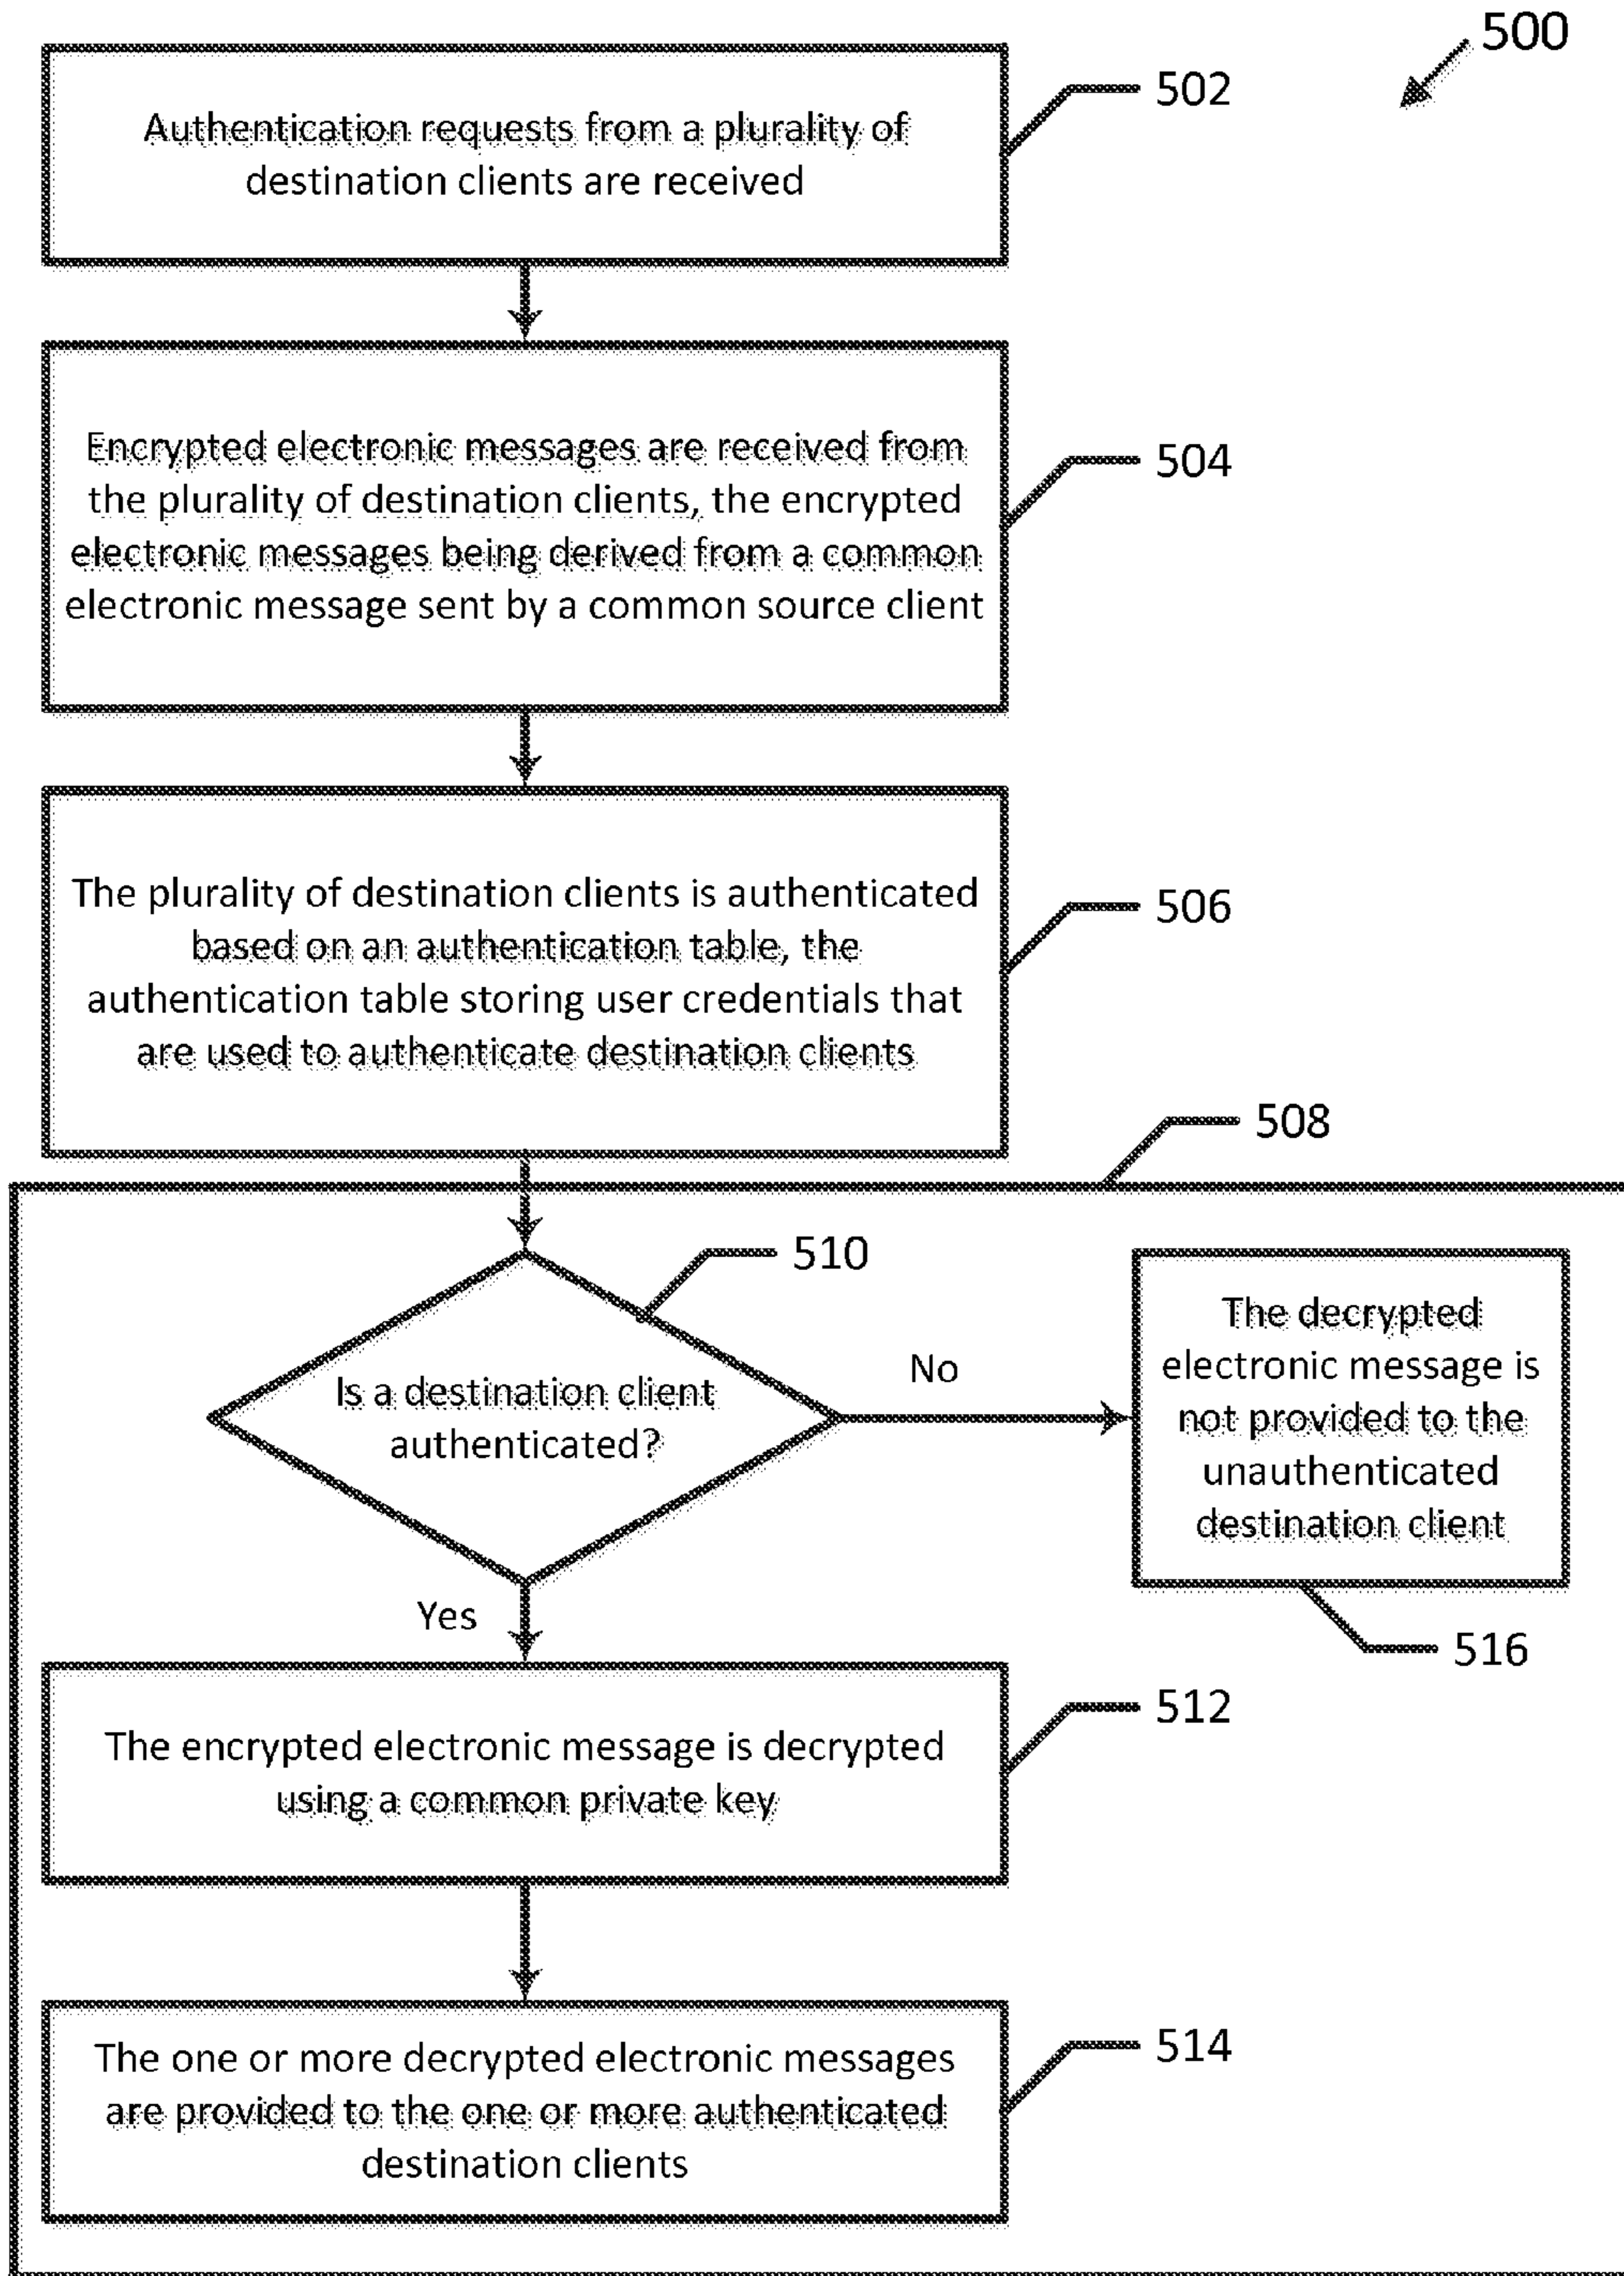 500
502
Authentication requests from a plurality of
destination clients are received
504
Encrypted electronic messages are received from
the plurality of destination clients, the encrypted
electronic messages being derived from a common
electronic message sent by a common source client
506
The plurality of destination clients is authenticated
based on an authentication table, the
authentication table storing user credentials that
are used to authenticate destination clients
508
510
Is a destination client
authenticated?
No
The decrypted
electronic message is
not provided to the
unauthenticated
destination client
516
Yes
512
The encrypted electronic message is decrypted
using a common private key
514
The one or more decrypted electronic messages
are provided to the one or more authenticated
destination clients